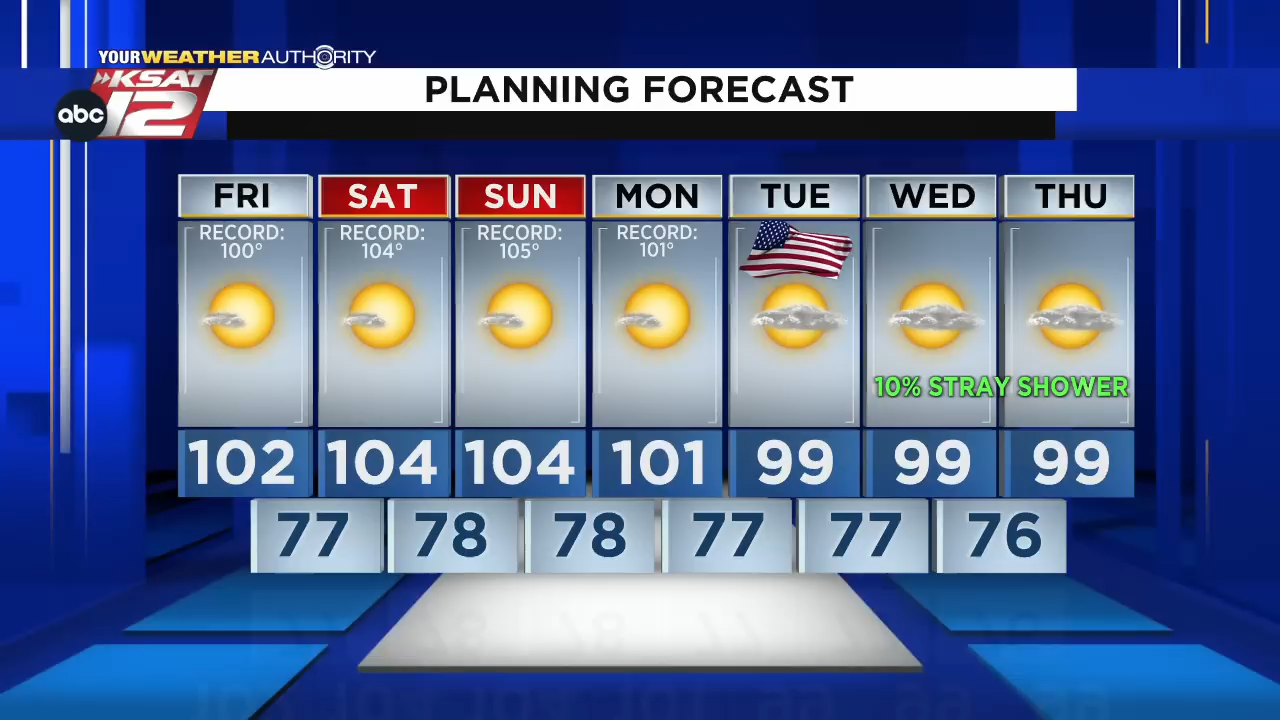 YOURWEATHERAUTHORITY
KSAT
abc 12
PLANNING FORECAST
FRI SAT SUN MON TUE WED THU
RECORD: RECORD: RECORD: RECORD:
100° 104° 105° 101°
10% STRAY SHOWER
102 104 104 101 99 99 99
77 78 78 77 77 76